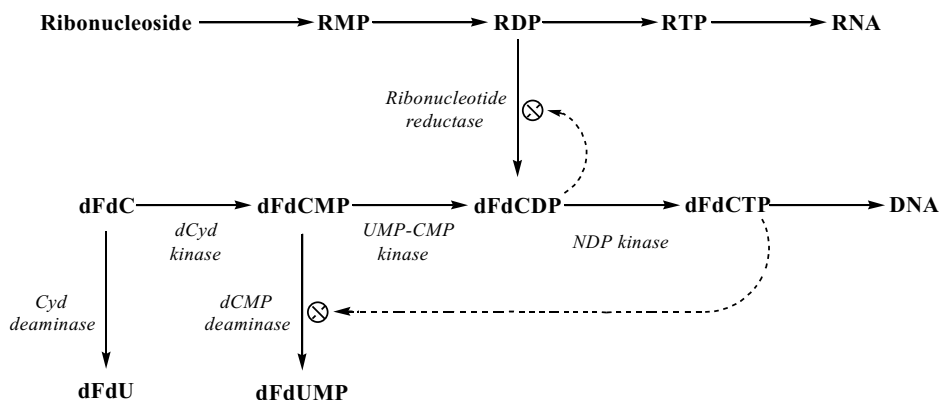 Ribonucleoside RMP RDP RTP RNA
Ribonucleotide
reductase
dFdC dFdCMP dFdCDP dFdCTP DNA
dCyd
kinase
UMP-CMP
kinase
NDP kinase
Cyd
deaminase
dCMP
deaminase
dFdU dFdUMP